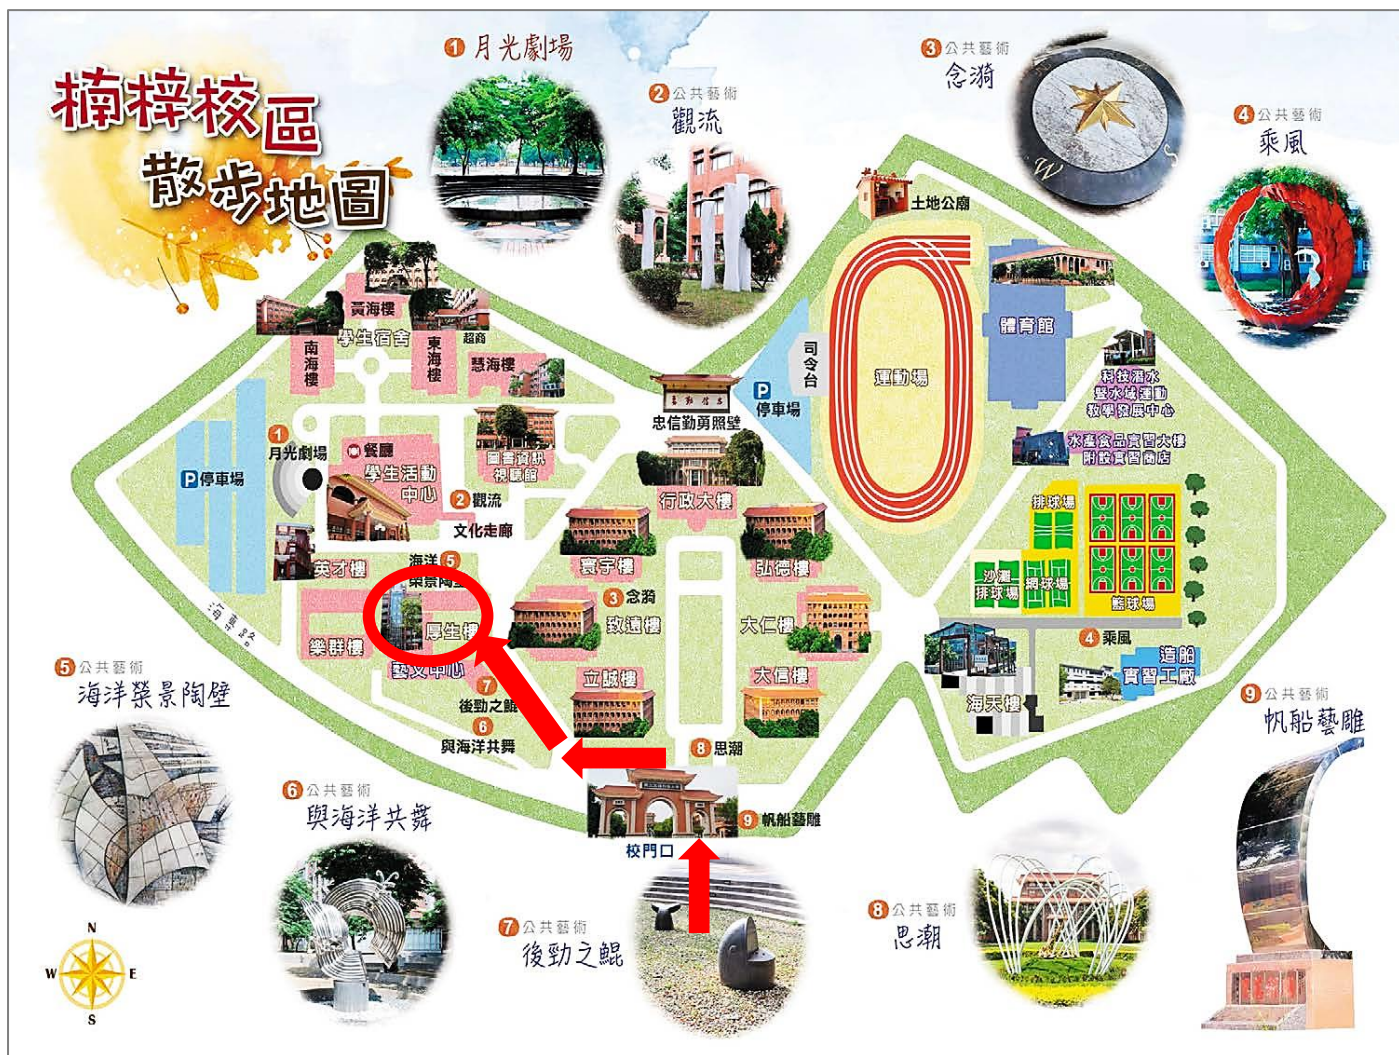 楠梓校區
散步地圖
1 月光劇場
2 公共藝術
觀流
3 公共藝術
念漪
4 公共藝術
乘風
土地公廟
黃海樓
學生宿舍
超商
南海樓
東海樓
慧海樓
司令台
運動場
體育館
P
停車場
科技潛水
暨水域運動
教學發展中心
忠信勤勇照壁
水產食品實習大樓
附設實習商店
1
月光劇場
餐廳
學生活動
中心
圖書資訊
視聽館
P 停車場
2 觀流
文化走廊
行政大樓
排球場
沙灘
排球場
網球場
籃球場
英才樓
海洋 5
寰宇樓
弘德樓
3 念漪
致遠樓
大仁樓
樂群樓
厚生樓
藝文中心
4 乘風
造船
實習工廠
立誠樓
大信樓
海天樓
7
後勁之鯤
6
與海洋共舞
8 思潮
9 帆船藝雕
校門口
海專路
5 公共藝術
海洋榮景陶壁
6 公共藝術
與海洋共舞
7 公共藝術
後勁之鯤
8 公共藝術
思潮
9 公共藝術
帆船藝雕
N
W E
S
W
S